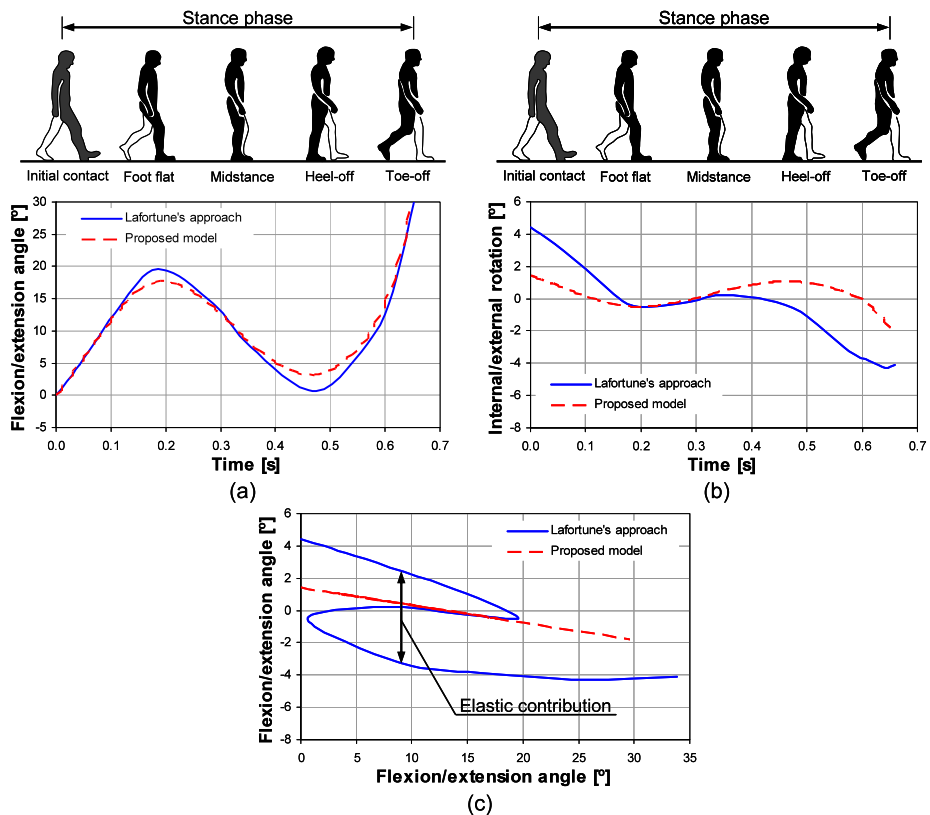 Stance phase
Initial contact Foot flat Midstance Heel-off Toe-off
Flexion/extension angle [º]
30
25
20
15
10
5
0
-5
Lafortune's approach
Proposed model
0.0 0.1 0.2 0.3 0.4 0.5 0.6 0.7
Time [s]
(a)
Stance phase
Initial contact Foot flat Midstance Heel-off Toe-off
Internal/external rotation [º]
6
4
2
0
-2
-4
-6
-8
Lafortune's approach
Proposed model
0.0 0.1 0.2 0.3 0.4 0.5 0.6 0.7
Time [s]
(b)
Flexion/extension angle [º]
6
4
2
0
-2
-4
-6
-8
Lafortune's approach
Proposed model
Elastic contribution
0 5 10 15 20 25 30 35
Flexion/extension angle [º]
(c)